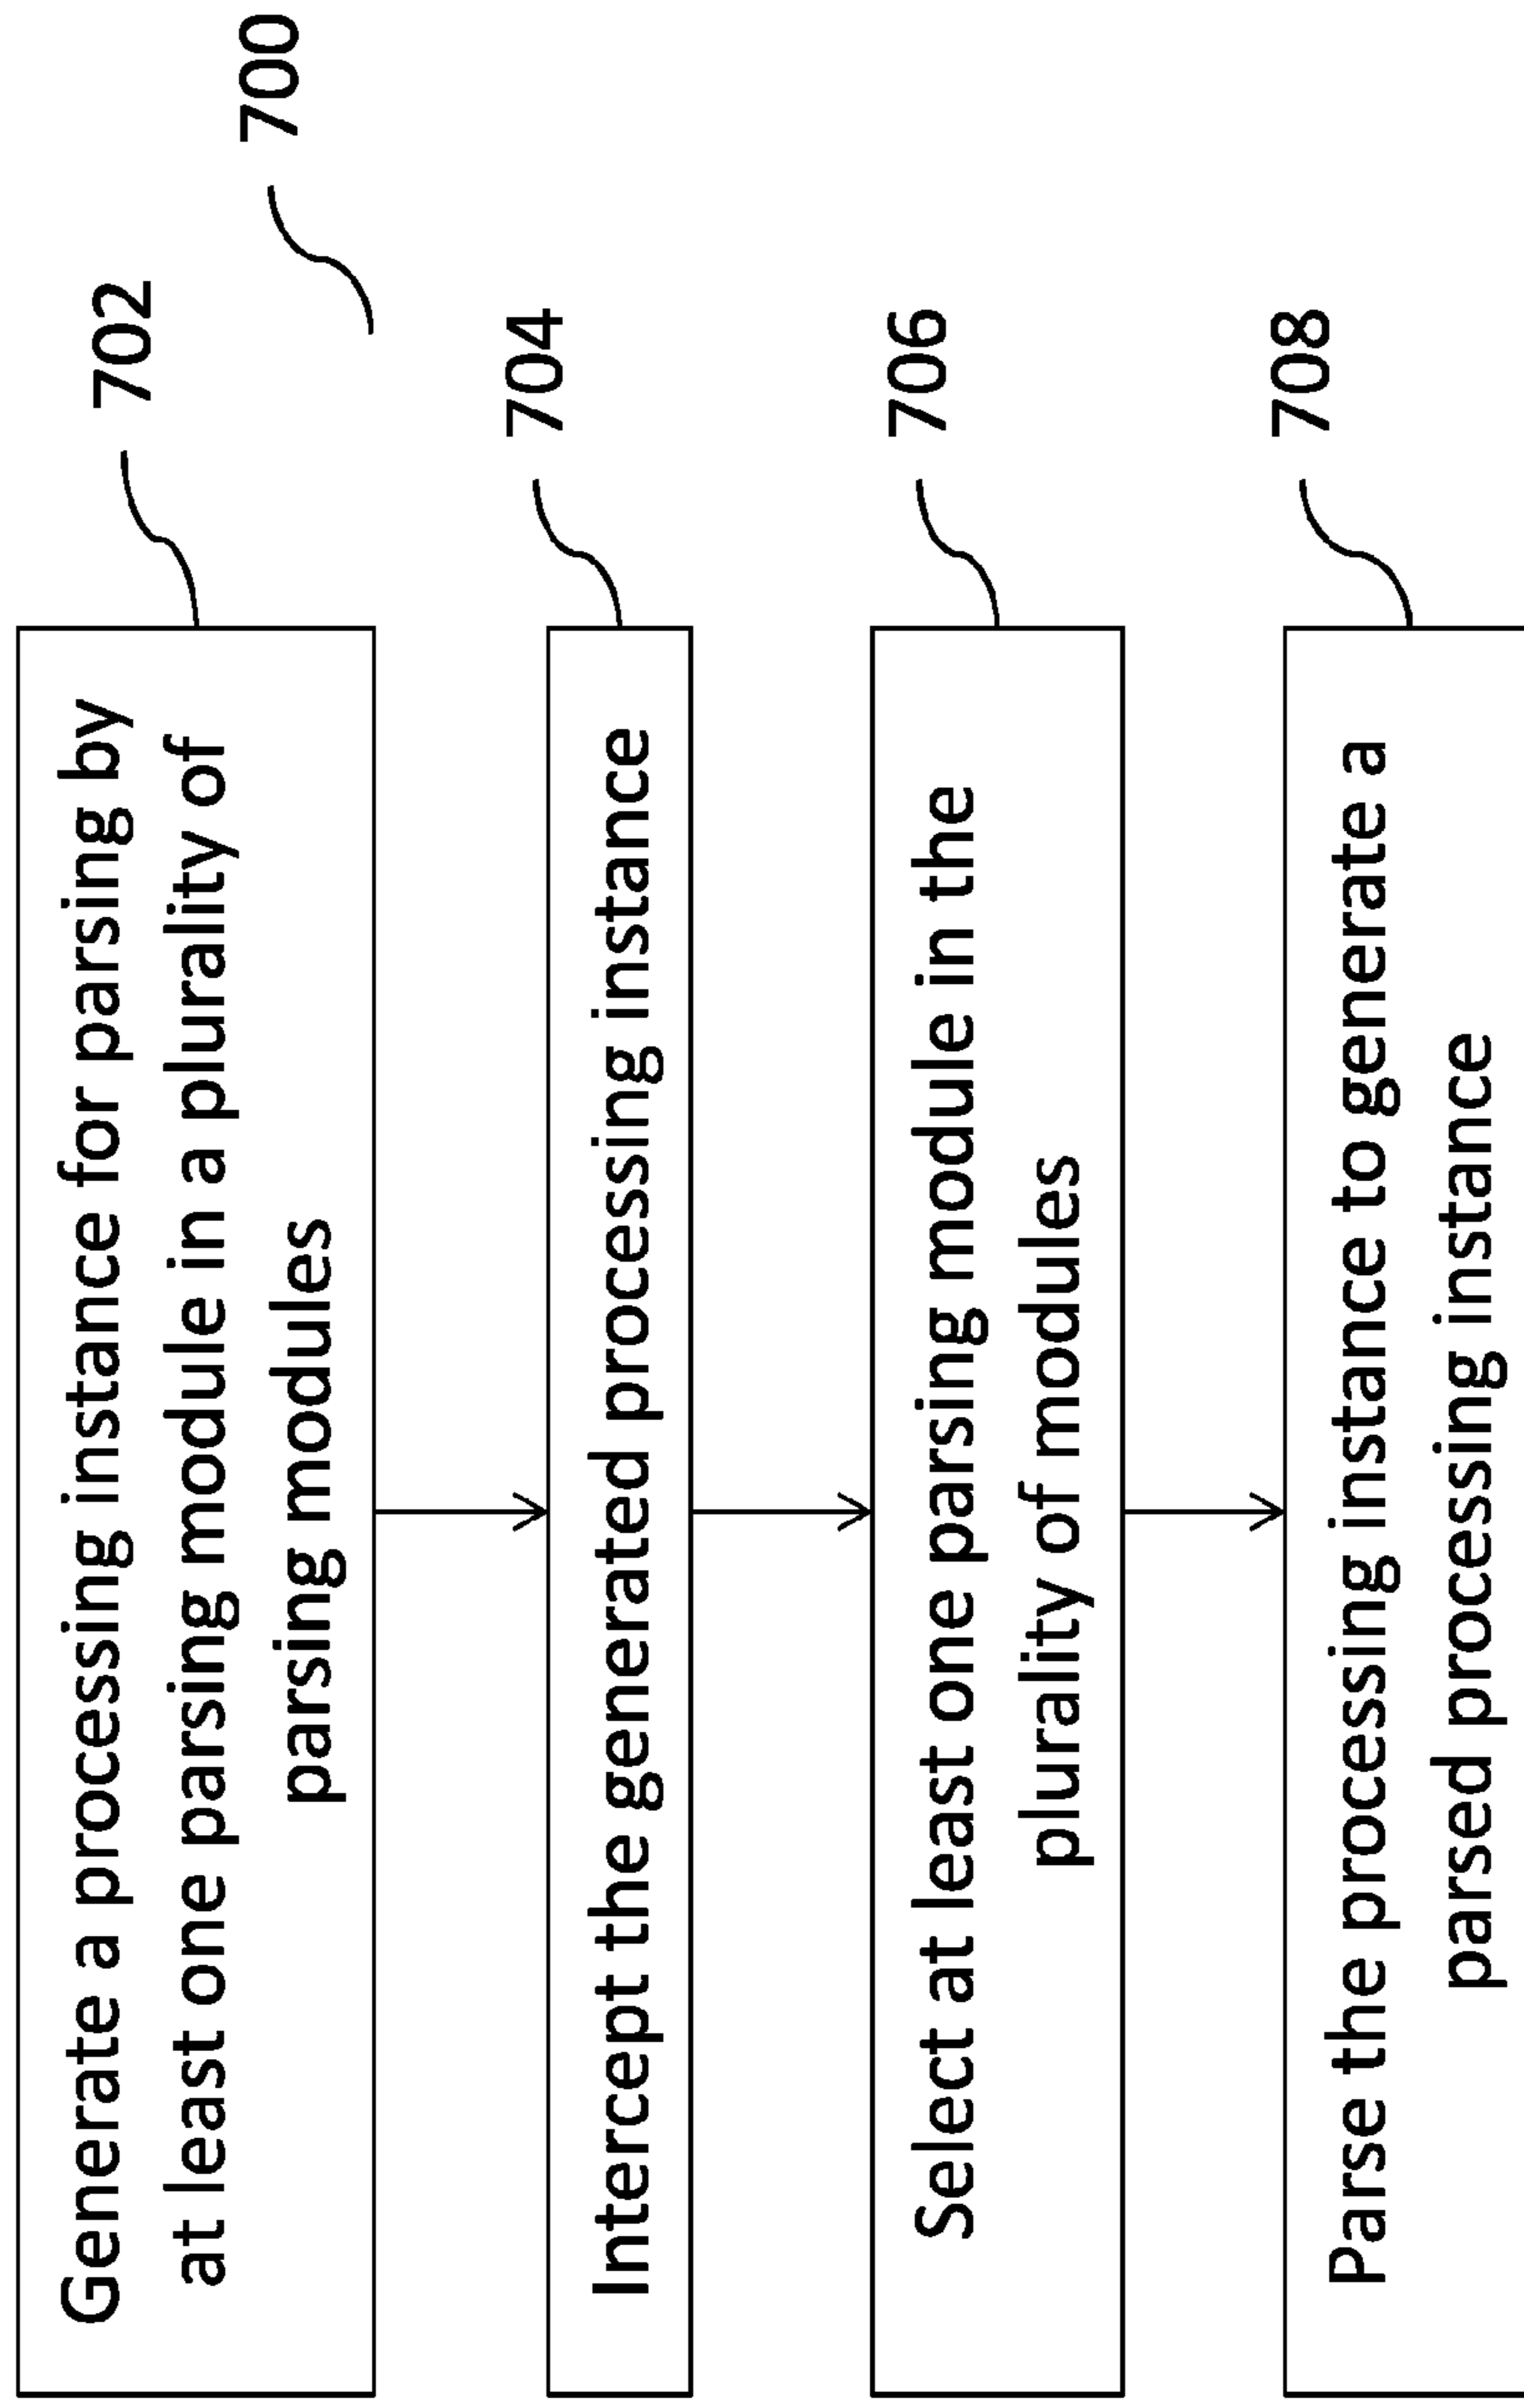 700
Generate a processing instance for parsing by
at least one parsing module in a plurality of
parsing modules
702
Intercept the generated processing instance
704
Select at least one parsing module in the
plurality of modules
706
Parse the processing instance to generate a
parsed processing instance
708